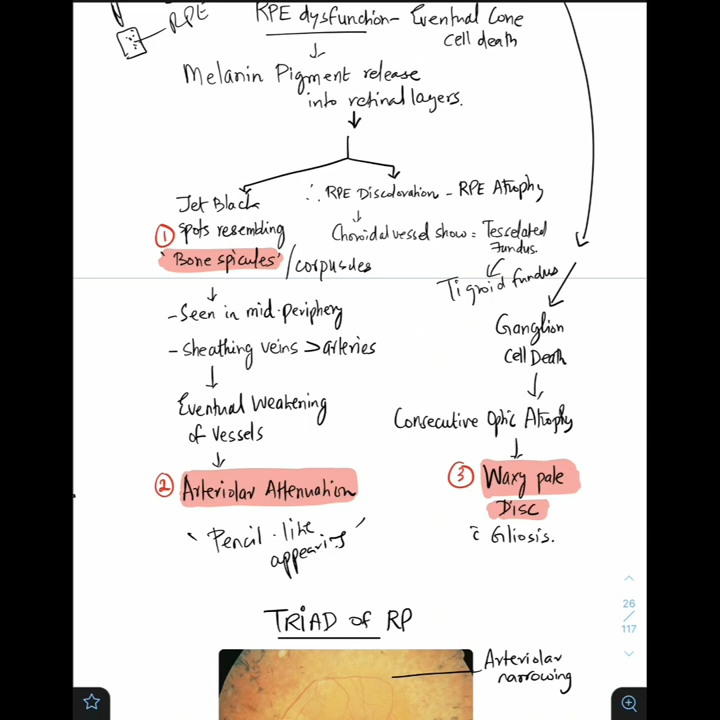 RPE
RPE dysfunction - Eventual Cone
cell death
Melanin Pigment release
into retinal layers.
Jet Black
① spots resembling
'Bone spicules' / corpuscles
- Seen in mid-periphery
- Sheathing veins > arteries
Eventual Weakening
of vessels
② Arteriolar Attenuation
"Pencil-like
∴ RPE Discoloration - RPE Atrophy
Choroidal vessel show = Tesselated
Fundus.
Tigroid fundus
Ganglion
Cell Death
Consecutive Optic Atrophy
③ Waxy pale
Disc
c̄ Gliosis.
TRIAD of RP
Arteriolar
narrowing
26
/
117